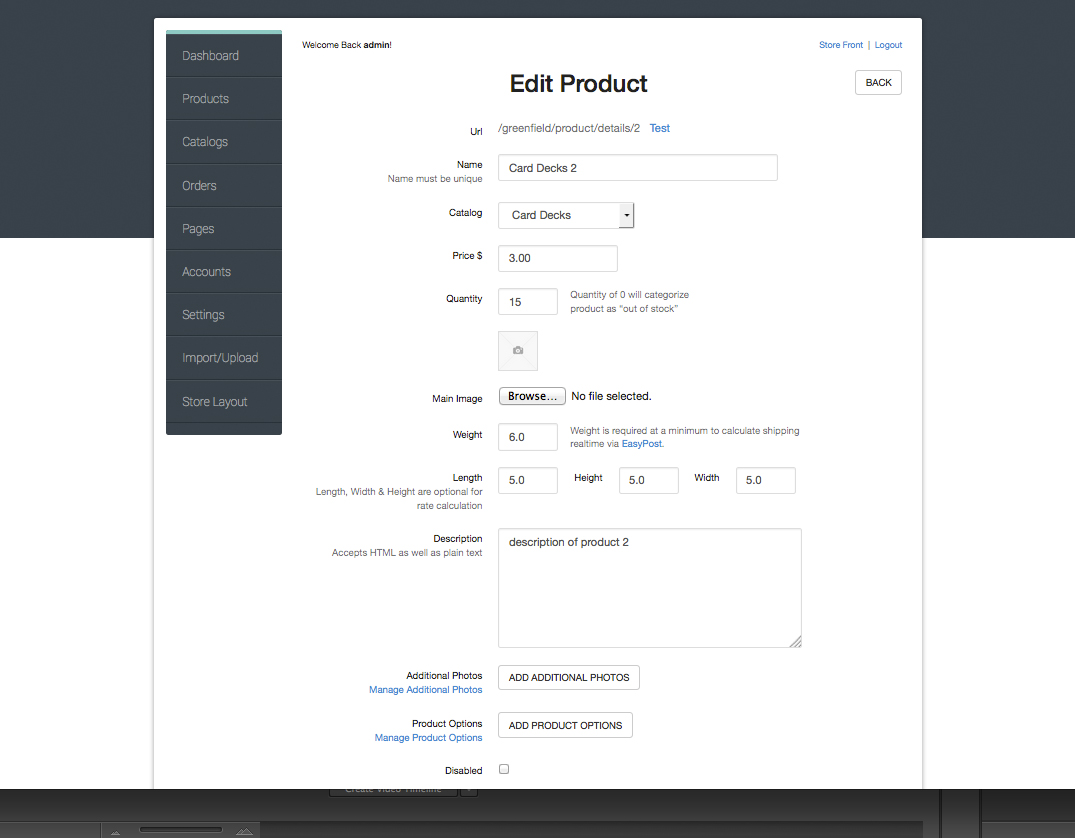 Welcome Back admin!
Store Front | Logout
Dashboard
Products
Catalogs
Orders
Pages
Accounts
Settings
Import/Upload
Store Layout
Edit Product
BACK
Url
/greenfield/product/details/2 Test
Name
Name must be unique
Card Decks 2
Catalog
Card Decks
Price $
3.00
Quantity
15
Quantity of 0 will categorize
product as “out of stock”
Main Image
Browse... No file selected.
Weight
6.0
Weight is required at a minimum to calculate shipping
realtime via EasyPost.
Length
Length, Width & Height are optional for
rate calculation
5.0
Height
5.0
Width
5.0
Description
Accepts HTML as well as plain text
description of product 2
Additional Photos
Manage Additional Photos
ADD ADDITIONAL PHOTOS
Product Options
Manage Product Options
ADD PRODUCT OPTIONS
Disabled
Create Video Timeline